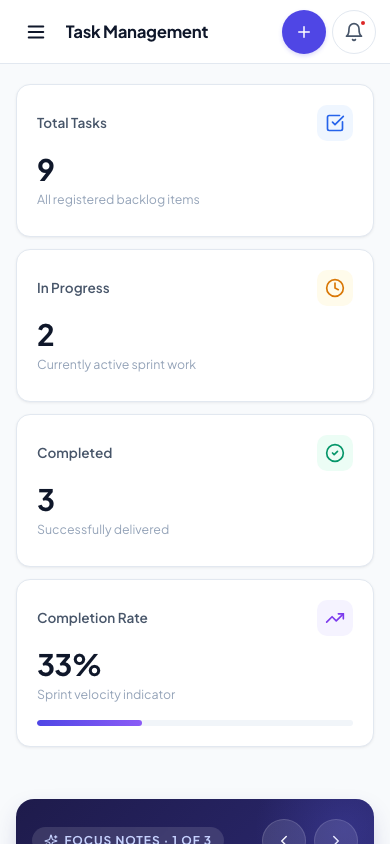 Task Management
Total Tasks
9
All registered backlog items
In Progress
2
Currently active sprint work
Completed
3
Successfully delivered
Completion Rate
33%
Sprint velocity indicator
FOCUS NOTES · 1 OF 3